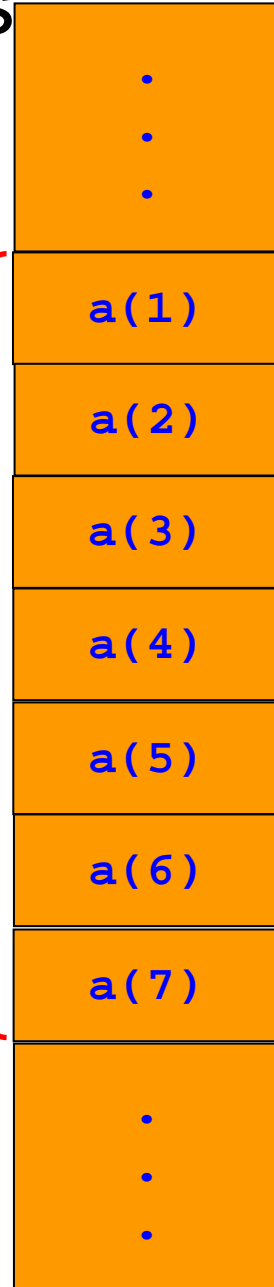 .
.
.
a(1)
a(2)
a(3)
a(4)
a(5)
a(6)
a(7)
.
.
.